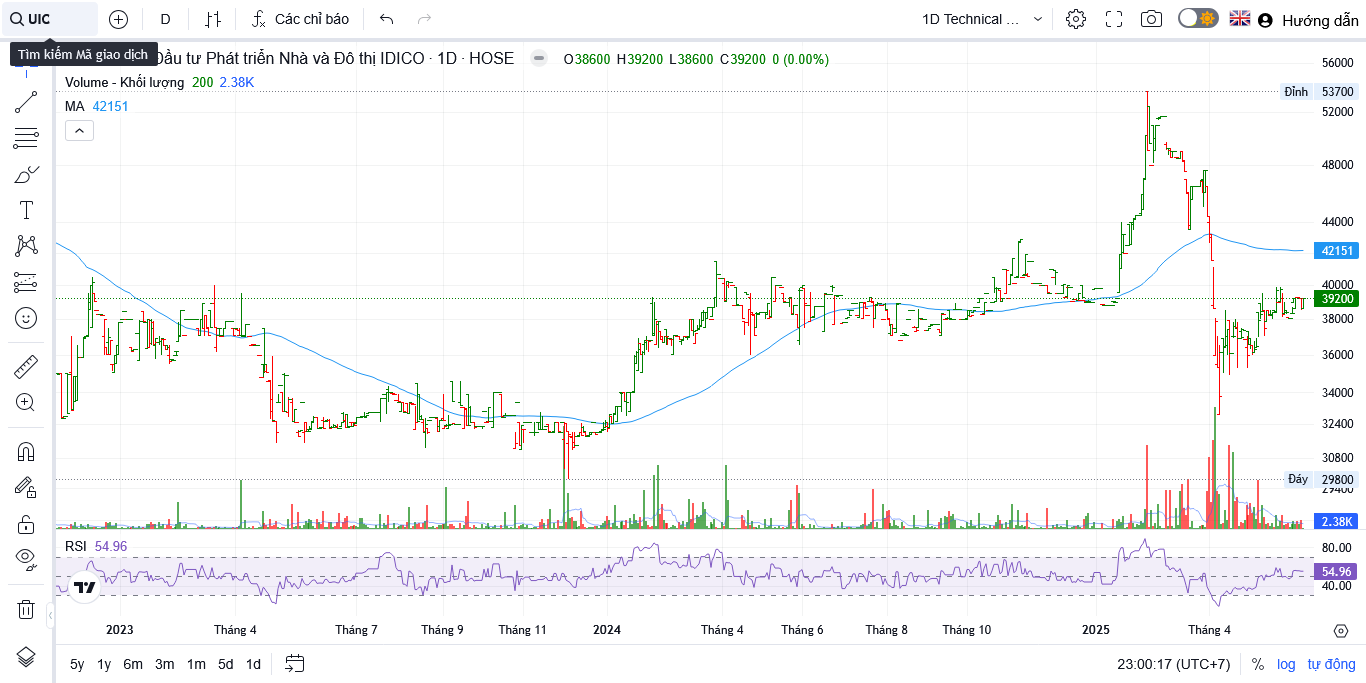 UIC D Các chỉ báo 1D Technical ... Hướng dẫn
Tìm kiếm Mã giao dịch
Đầu tư Phát triển Nhà và Đô thị IDICO · 1D · HOSE O38600 H39200 L38600 C39200 0 (0.00%)
Volume - Khối lượng 200 2.38K
MA 42151
56000
Đỉnh 53700
52000
48000
44000
42151
40000
39200
38000
36000
34000
32400
30800
Đáy 29800
29400
2.38K
RSI 54.96
80.00
54.96
40.00
2023 Tháng 4 Tháng 7 Tháng 9 Tháng 11 2024 Tháng 4 Tháng 6 Tháng 8 Tháng 10 2025 Tháng 4
5y 1y 6m 3m 1m 5d 1d 23:00:17 (UTC+7) % log tự động